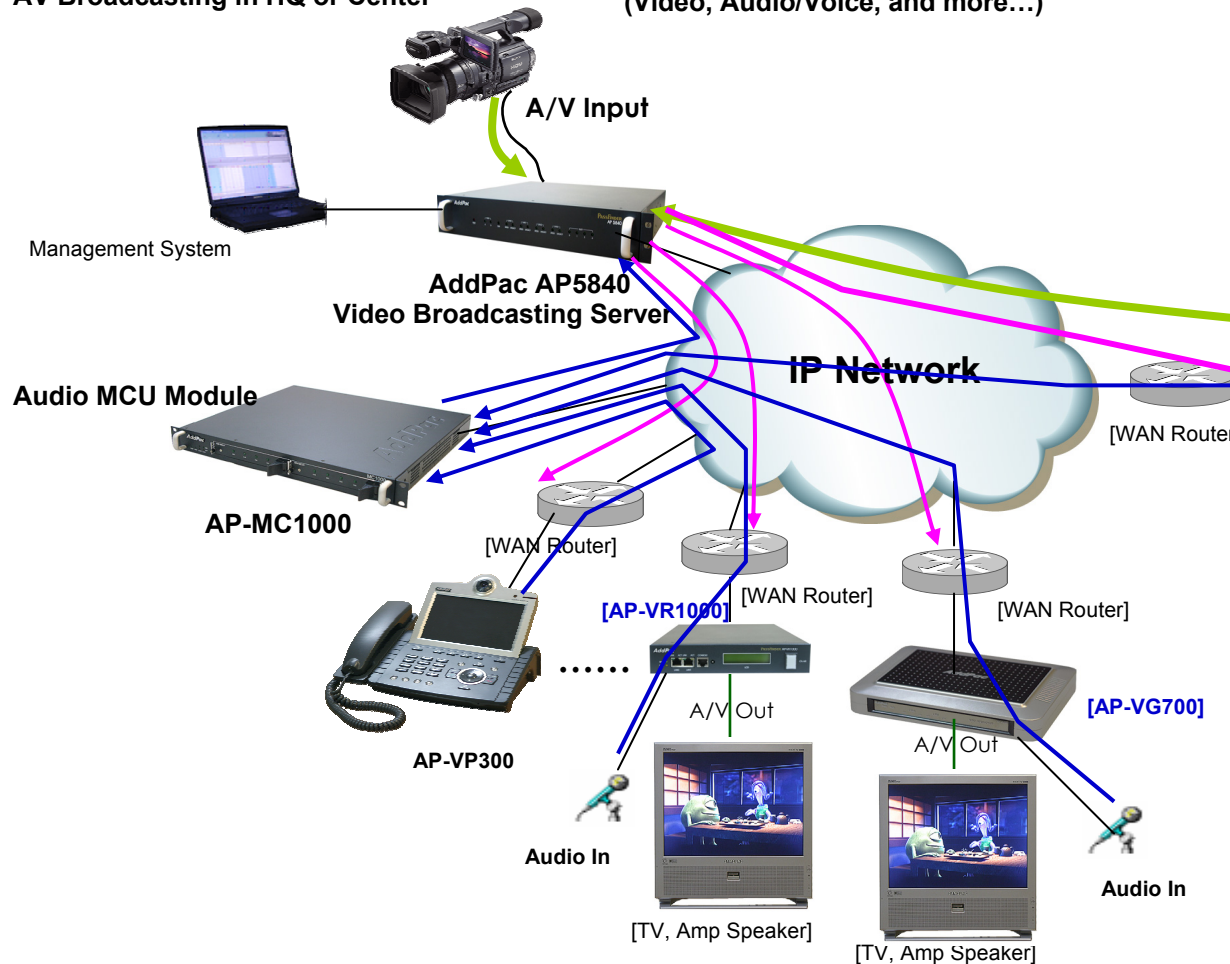 AV Broadcasting in HQ or Center
(Video, Audio/Voice, and more…)
A/V Input
Management System
AddPac
AddPac AP5840
Video Broadcasting Server
IP Network
Audio MCU Module
AddPac
AP-MC1000
[WAN Router]
[WAN Router]
[WAN Router]
[WAN Router
[AP-VR1000]
[AP-VG700]
A/V Out
A/V Out
AP-VP300
......
Audio In
Audio In
[TV, Amp Speaker]
[TV, Amp Speaker]